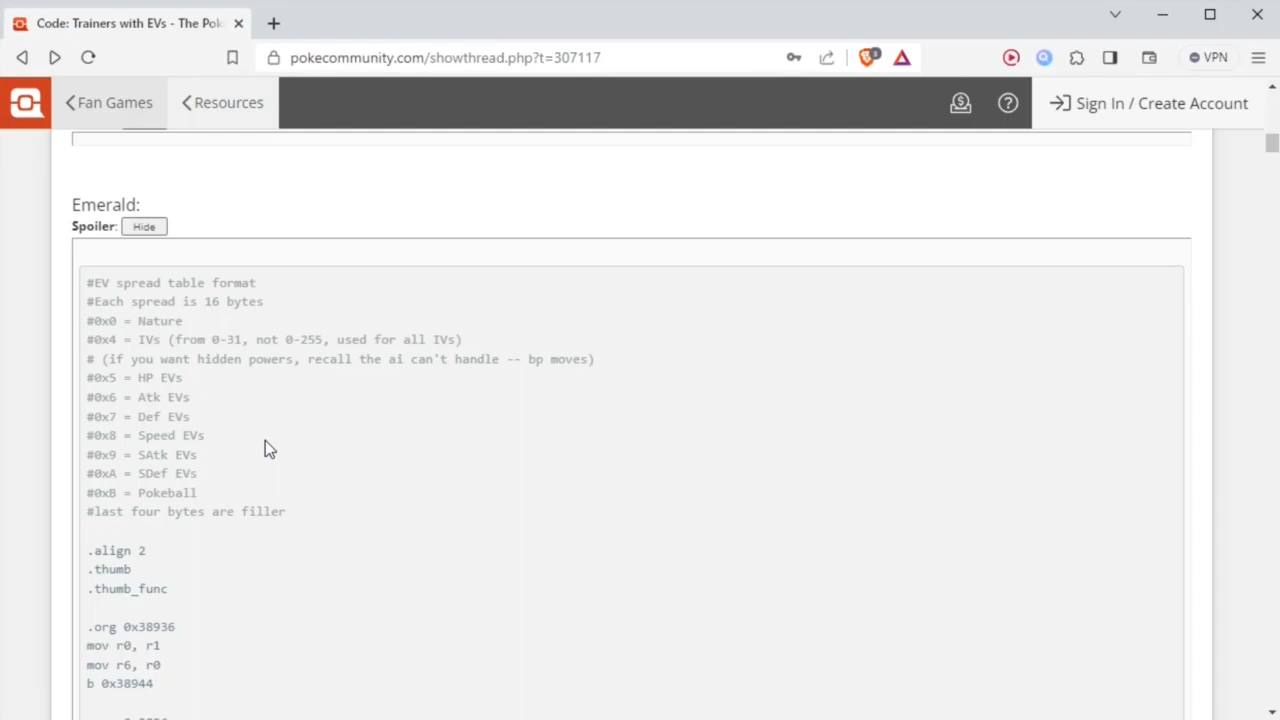 Code: Trainers with EVs - The Pok
pokecommunity.com/showthread.php?t=307117
3
VPN
Fan Games
Resources
Sign In / Create Account
Emerald:
Spoiler: Hide
#EV spread table format
#Each spread is 16 bytes
#0x0 = Nature
#0x4 = IVs (from 0-31, not 0-255, used for all IVs)
# (if you want hidden powers, recall the ai can't handle -- bp moves)
#0x5 = HP EVs
#0x6 = Atk EVs
#0x7 = Def EVs
#0x8 = Speed EVs
#0x9 = SAtk EVs
#0xA = SDef EVs
#0xB = Pokeball
#last four bytes are filler
.align 2
.thumb
.thumb_func
.org 0x38936
mov r0, r1
mov r6, r0
b 0x38944